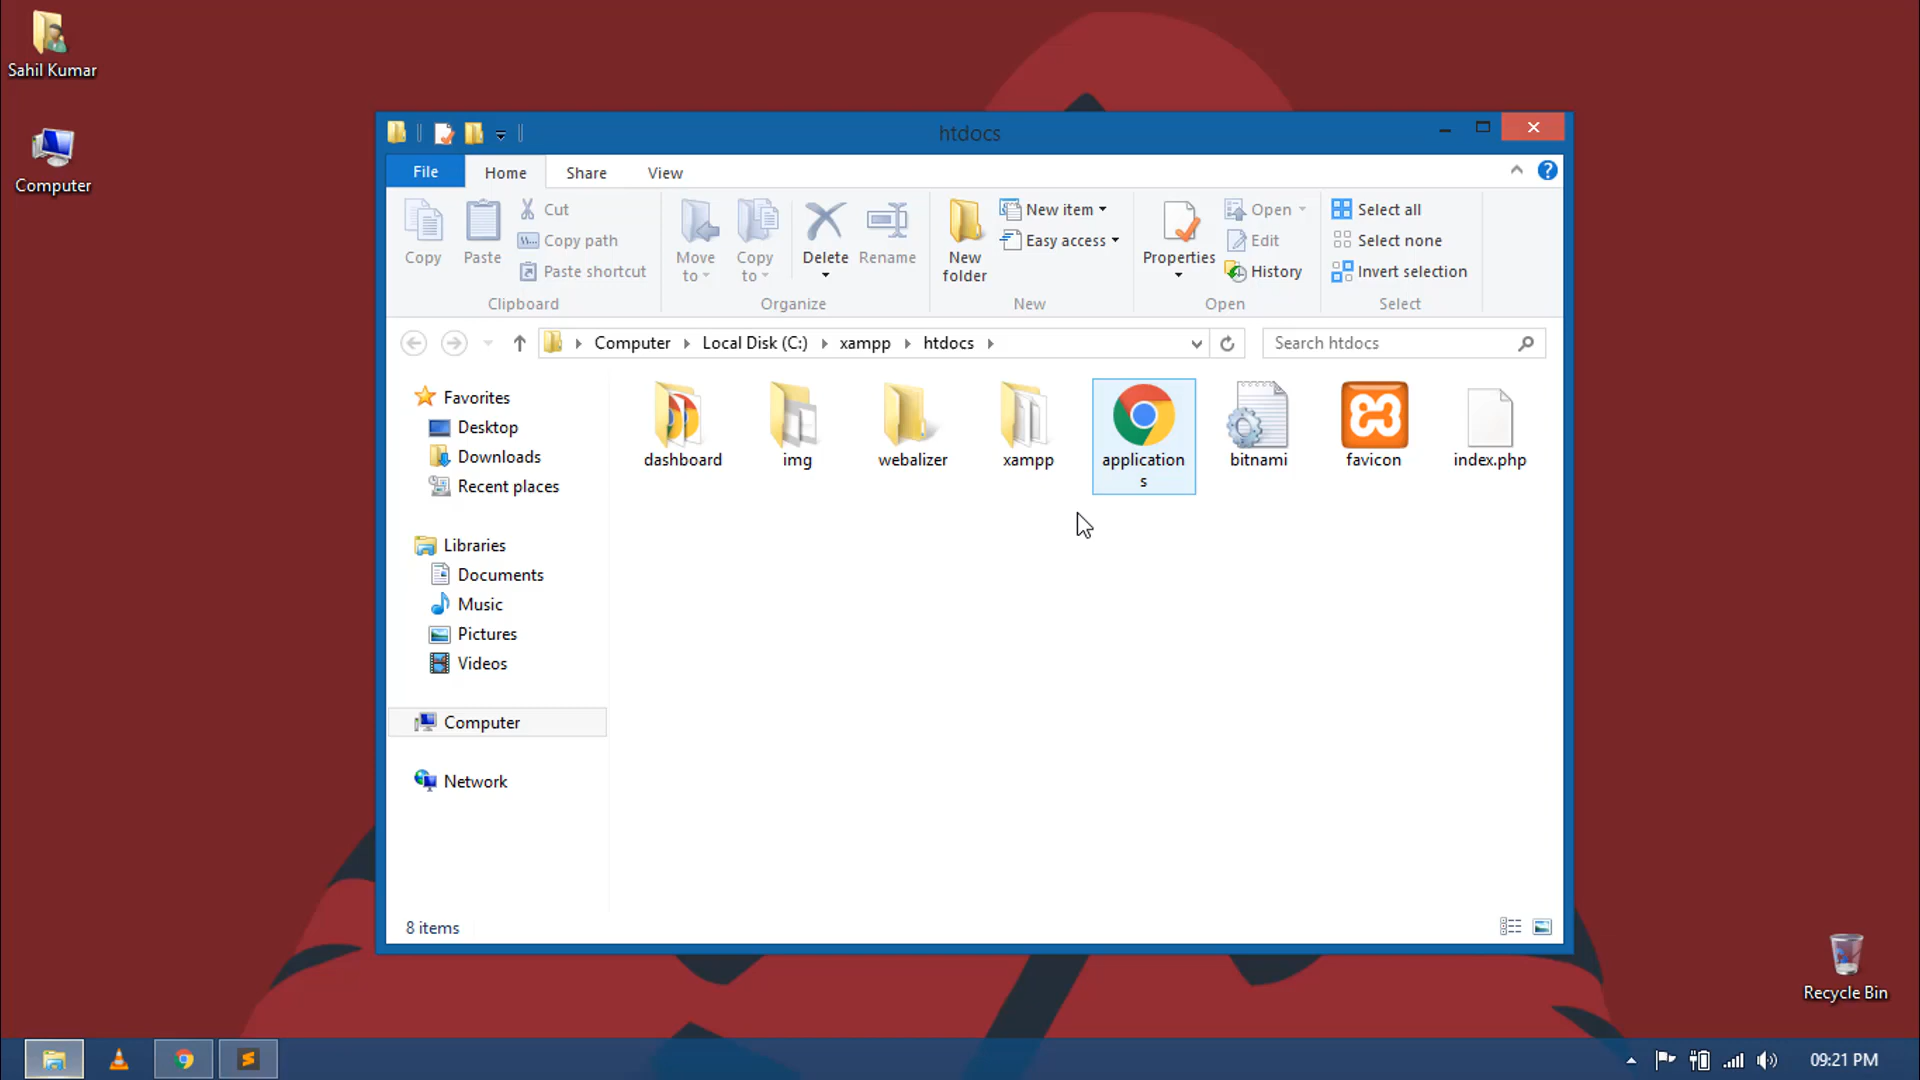 Sahil Kumar
Computer
htdocs
File
Home
Share
View
Copy
Paste
Cut
Copy path
Paste shortcut
Clipboard
Move to
Copy to
Delete
Rename
Organize
New folder
New item
Easy access
New
Properties
Open
Edit
History
Open
Select all
Select none
Invert selection
Select
Computer
Local Disk (C:)
xampp
htdocs
Search htdocs
Favorites
Desktop
Downloads
Recent places
Libraries
Documents
Music
Pictures
Videos
Computer
Network
dashboard
img
webalizer
xampp
application
s
bitnami
favicon
index.php
8 items
Recycle Bin
09:21 PM